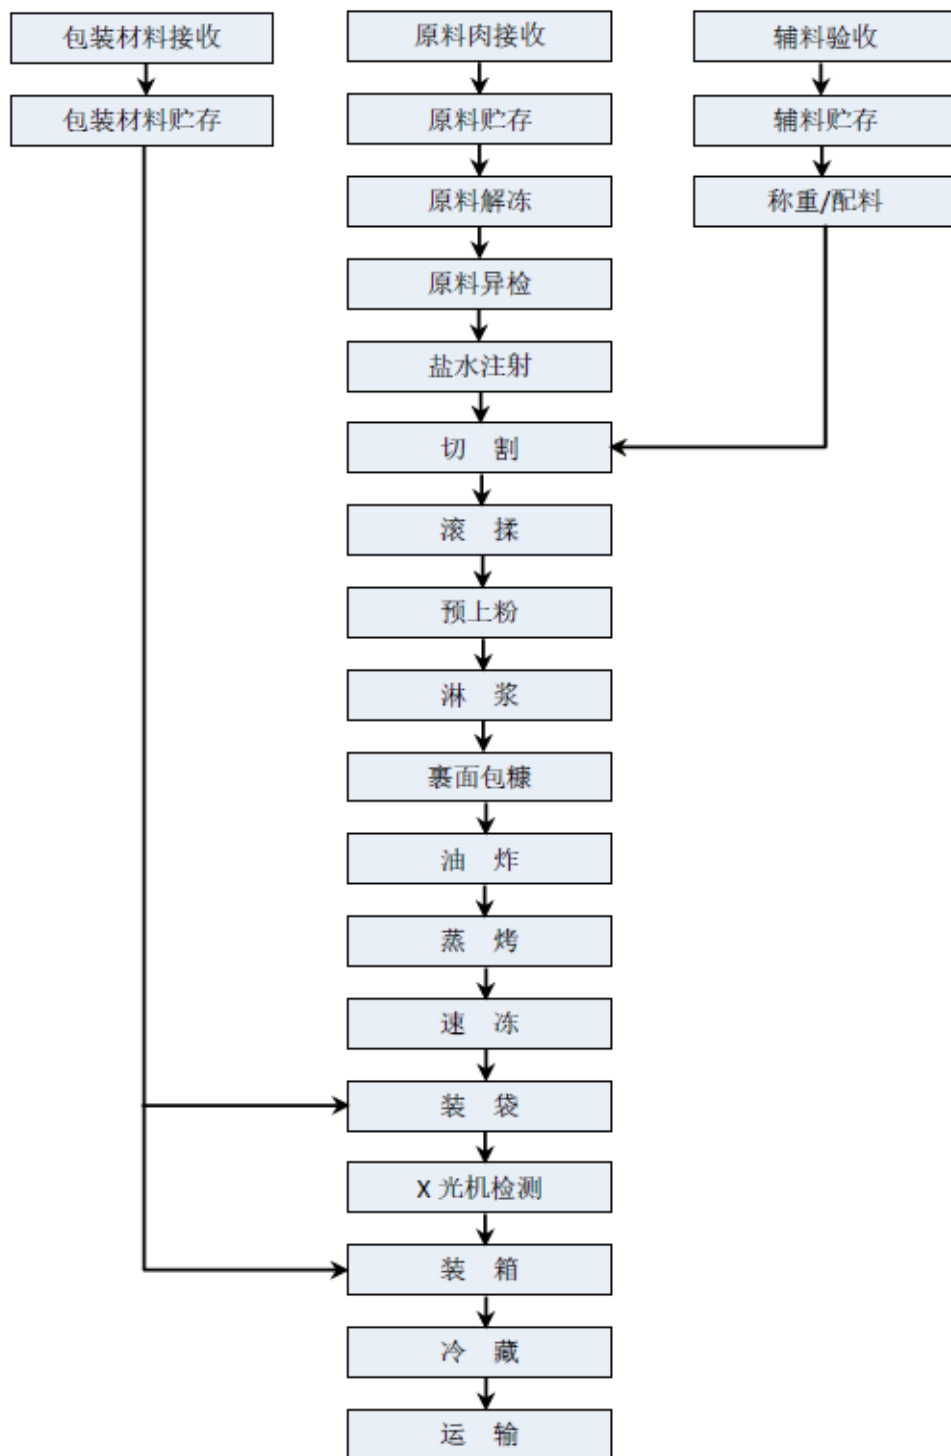 包装材料接收
原料肉接收
辅料验收
包装材料贮存
原料贮存
辅料贮存
原料解冻
称重/配料
原料异检
盐水注射
切 割
滚 揉
预上粉
淋 浆
裹面包糠
油 炸
蒸 烤
速 冻
装 袋
X 光机检测
装 箱
冷 藏
运 输